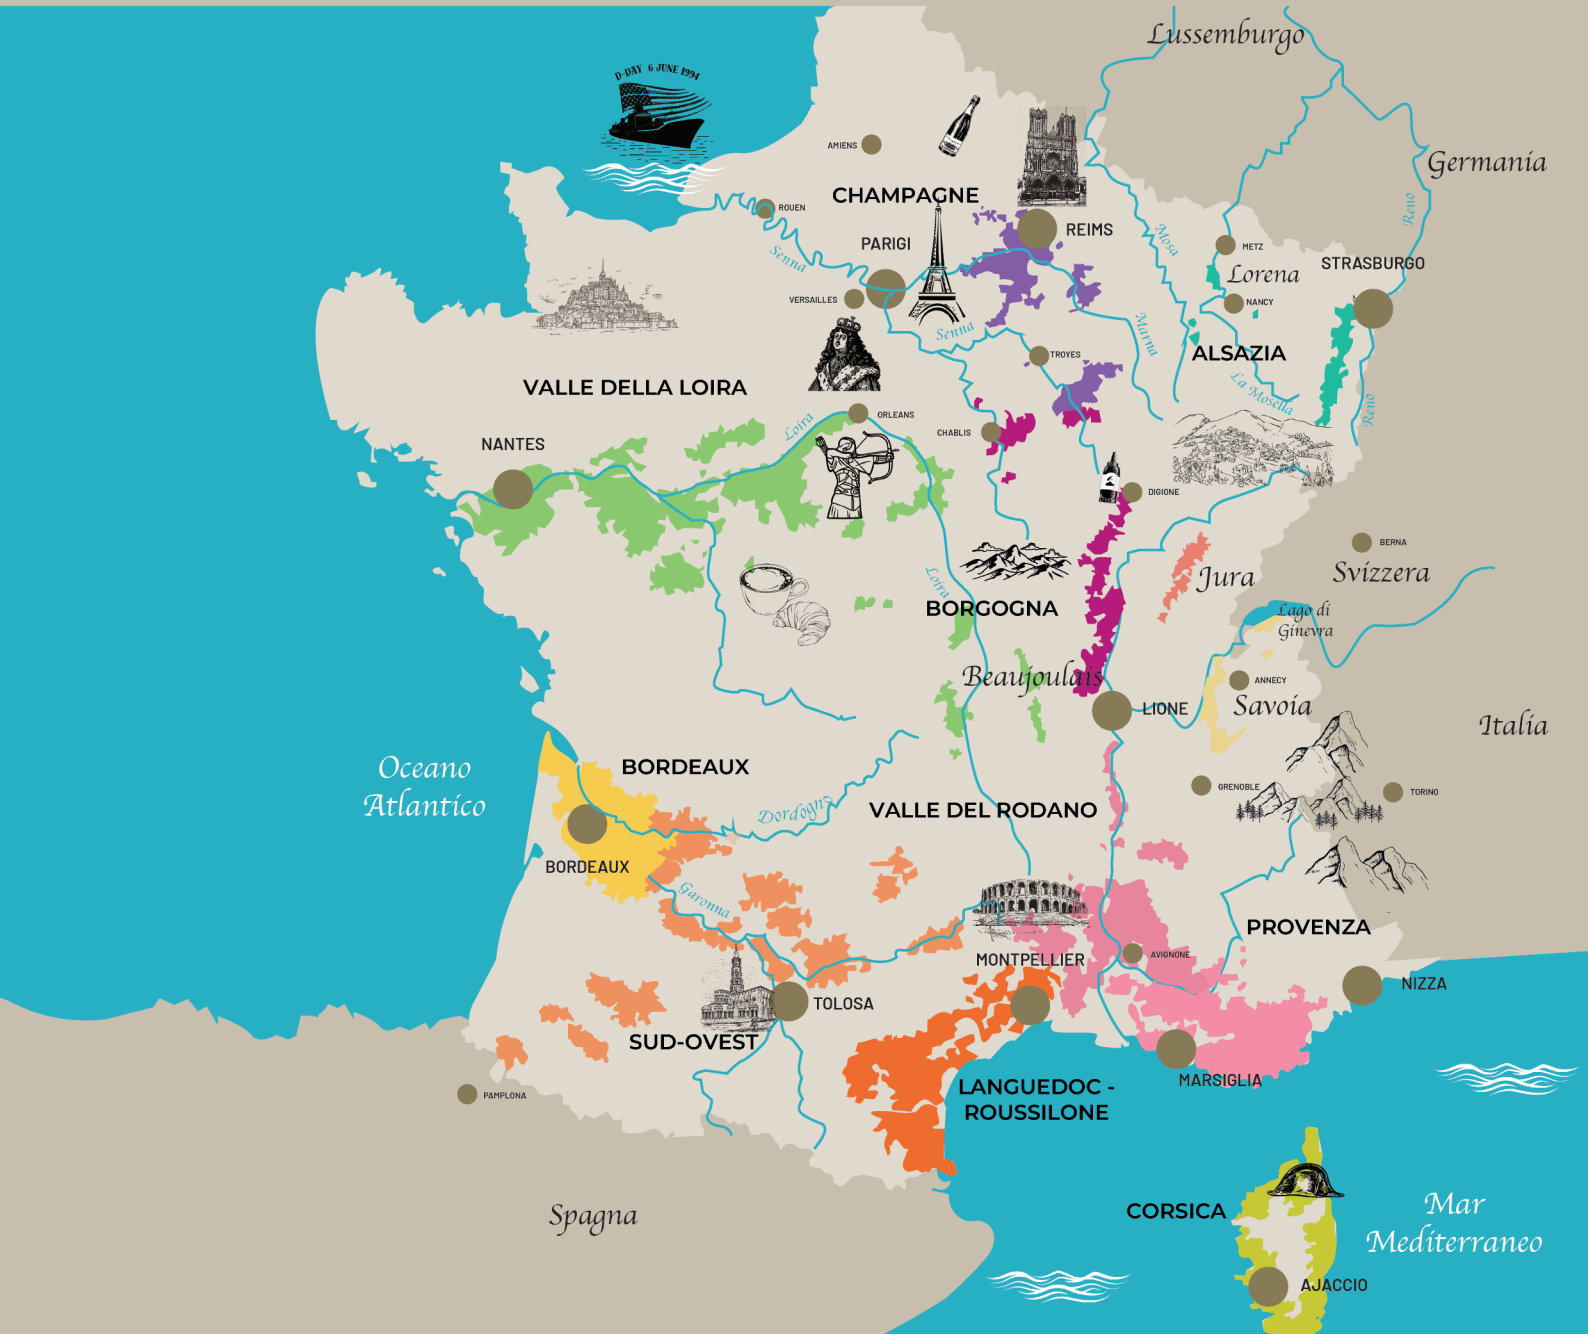 Lussemburgo
D-DAY 6 JUNE 1994
AMIENS
Germania
CHAMPAGNE
ROUEN
Reno
REIMS
PARIGI
Mosa
METZ
Senna
Lorena
STRASBURGO
VERSAILLES
NANCY
Senna
Marna
TROYES
ALSAZIA
VALLE DELLA LOIRA
La Mosella
Reno
ORLEANS
Loira
CHABLIS
NANTES
DIGIONE
BERNA
Svizzera
Jura
Loira
BORGOGNA
Lago di
Ginevra
Beaujoulais
ANNECY
Savoia
LIONE
Italia
Oceano
Atlantico
BORDEAUX
GRENOBLE
TORINO
Dordogna
VALLE DEL RODANO
BORDEAUX
Garonna
PROVENZA
MONTPELLIER
AVIGNONE
NIZZA
TOLOSA
SUD-OVEST
MARSIGLIA
PAMPLONA
LANGUEDOC -
ROUSSILONE
Spagna
CORSICA
Mar
Mediterraneo
AJACCIO